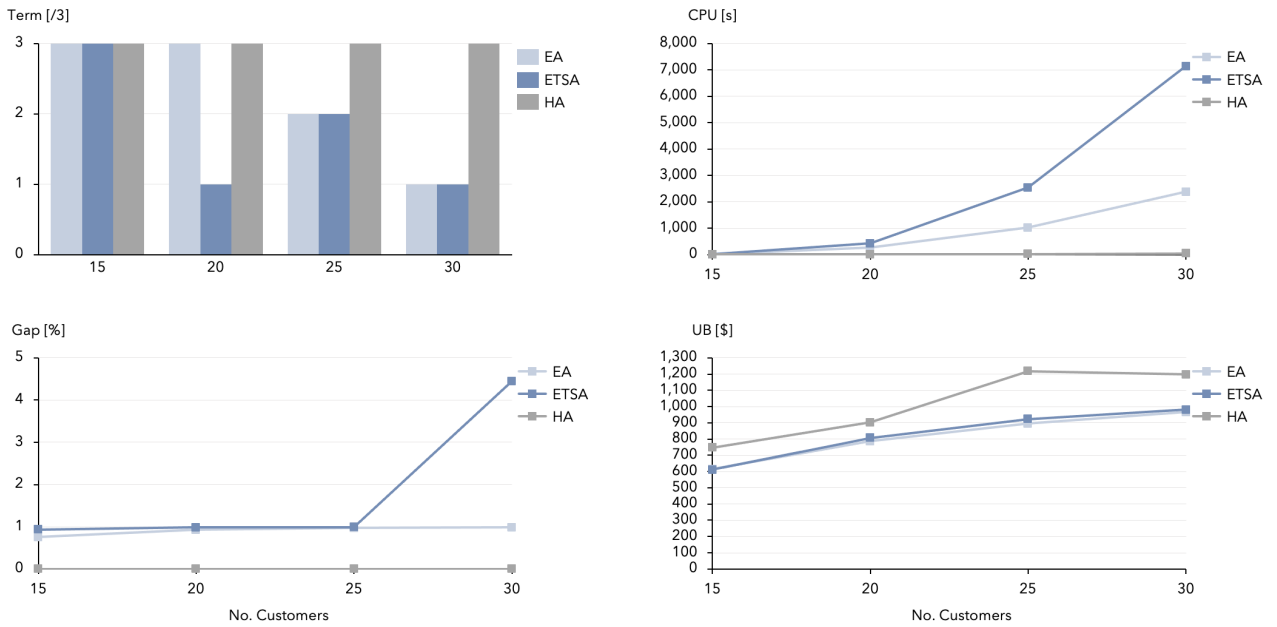 Term [/3]
3
2
1
0
15 20 25 30
EA
ETSA
HA
CPU [s]
8,000
7,000
6,000
5,000
4,000
3,000
2,000
1,000
0
15 20 25 30
EA
ETSA
HA
Gap [%]
5
4
3
2
1
0
15 20 25 30
No. Customers
EA
ETSA
HA
UB [$]
1,300
1,200
1,100
1,000
900
800
700
600
500
400
300
200
100
0
15 20 25 30
No. Customers
EA
ETSA
HA